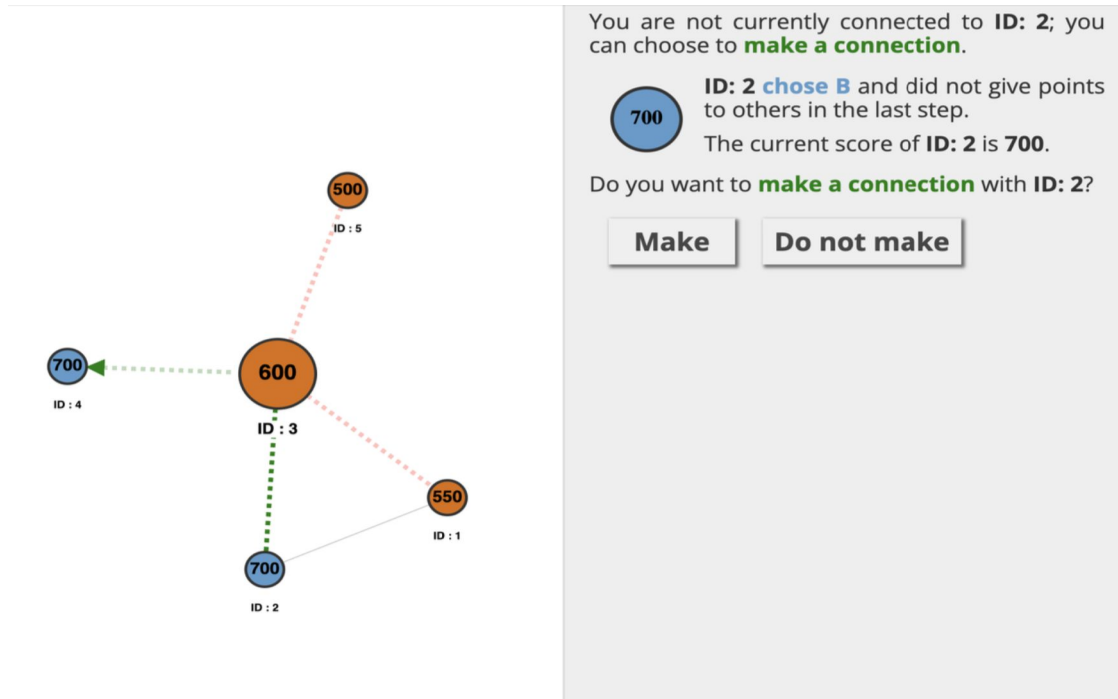 You are not currently connected to ID: 2; you
can choose to make a connection.
700
ID: 2 chose B and did not give points
to others in the last step.
The current score of ID: 2 is 700.
Do you want to make a connection with ID: 2?
Make
Do not make
500
ID : 5
700
ID : 4
600
ID : 3
550
ID : 1
700
ID : 2